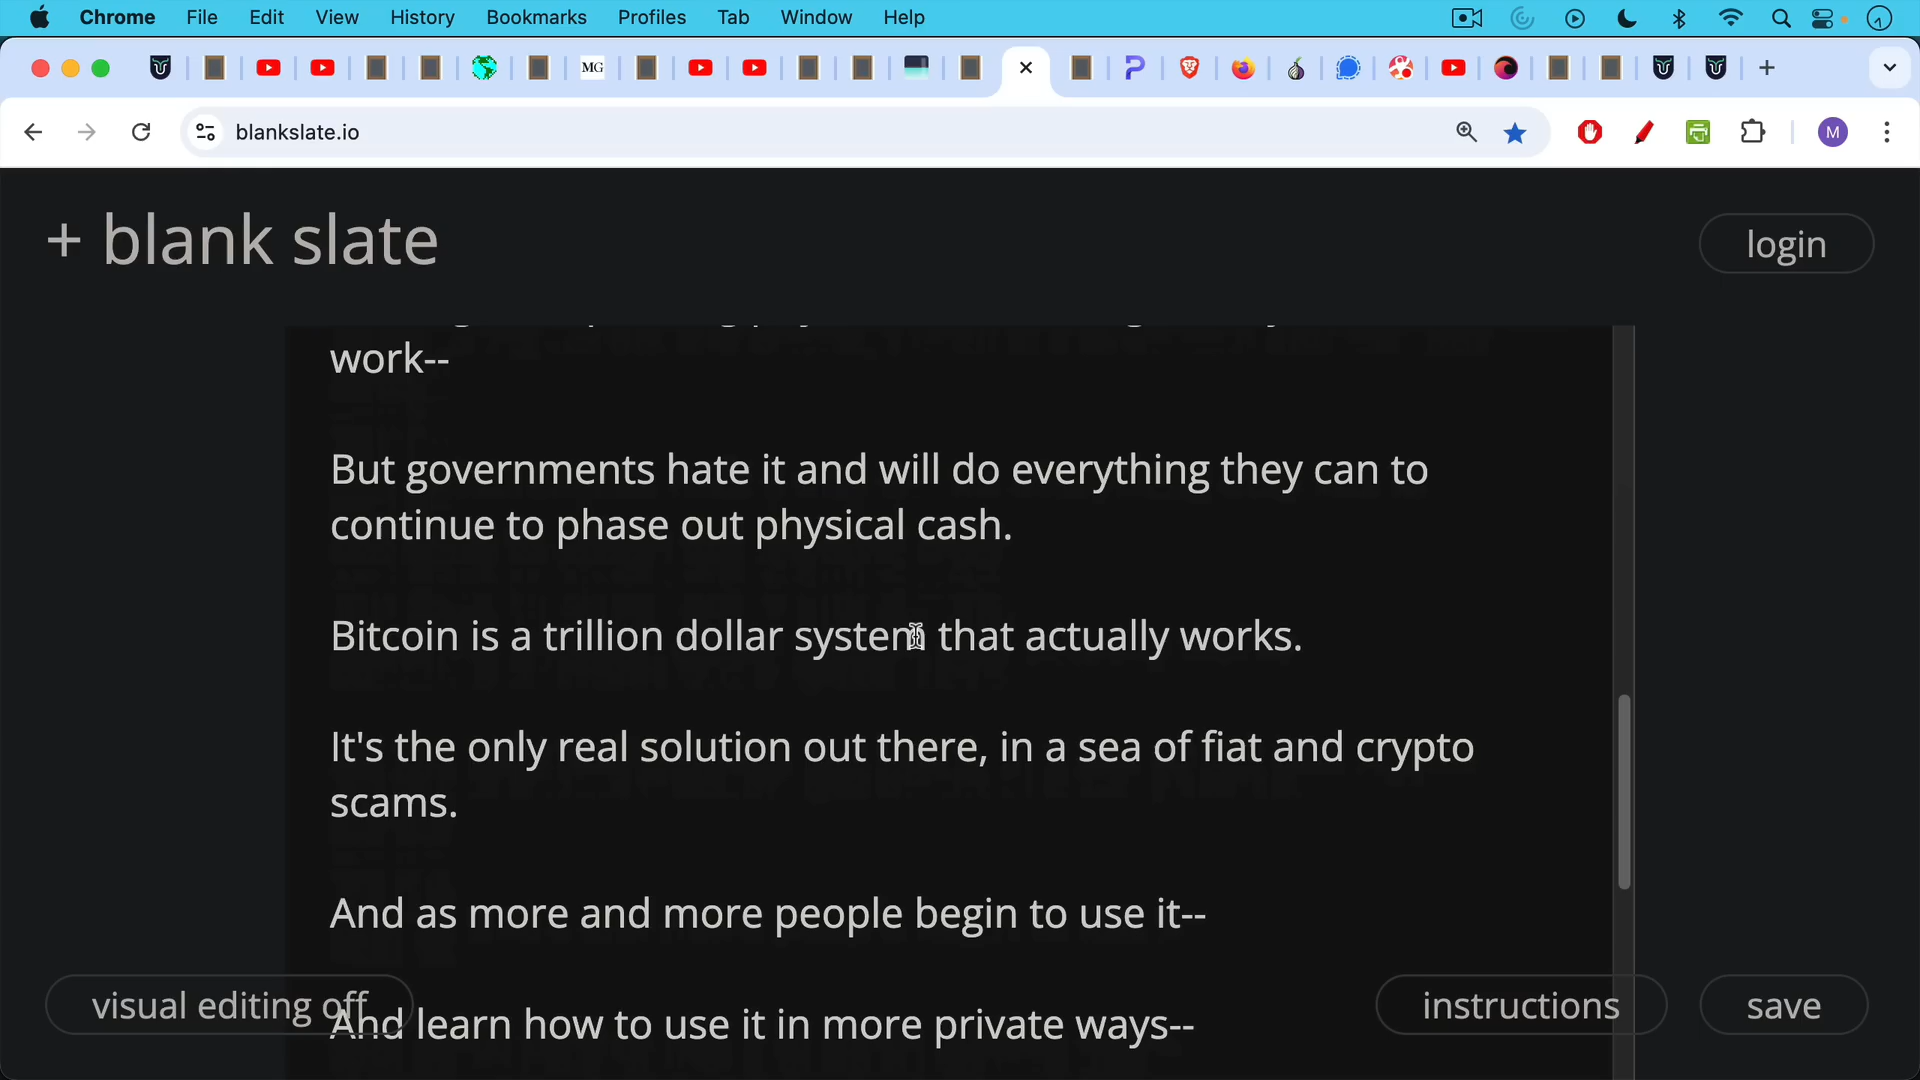 Chrome File Edit View History Bookmarks Profiles Tab Window Help
MG
blankslate.io
M
+ blank slate
login
work--
But governments hate it and will do everything they can to
continue to phase out physical cash.
Bitcoin is a trillion dollar system that actually works.
It's the only real solution out there, in a sea of fiat and crypto
scams.
And as more and more people begin to use it--
visual editing off
instructions
save
And learn how to use it in more private ways--